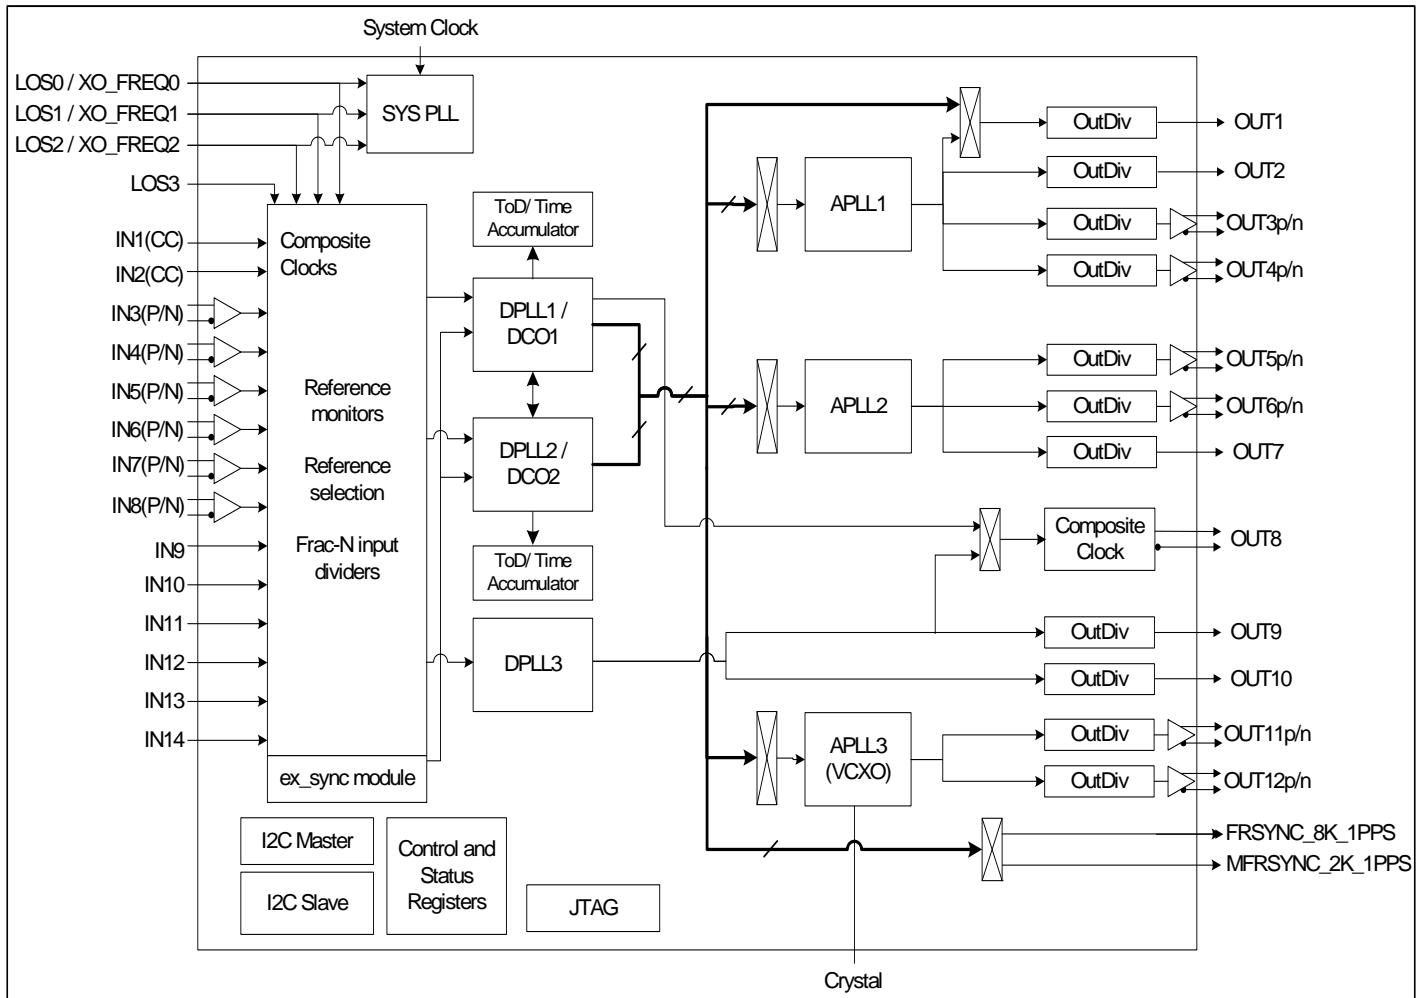 System Clock
LOS0 / XO_FREQ0
LOS1 / XO_FREQ1
LOS2 / XO_FREQ2
LOS3
SYS PLL
IN1(CC)
IN2(CC)
IN3(P/N)
IN4(P/N)
IN5(P/N)
IN6(P/N)
IN7(P/N)
IN8(P/N)
IN9
IN10
IN11
IN12
IN13
IN14
Composite
Clocks
Reference
monitors
Reference
selection
Frac-N input
dividers
ex_sync module
ToD/ Time
Accumulator
DPLL1 /
DCO1
DPLL2 /
DCO2
ToD/ Time
Accumulator
DPLL3
APLL1
APLL2
APLL3
(VCXO)
Crystal
OutDiv
OutDiv
OutDiv
OutDiv
OutDiv
OutDiv
OutDiv
Composite
Clock
OutDiv
OutDiv
OutDiv
OutDiv
OUT1
OUT2
OUT3p/n
OUT4p/n
OUT5p/n
OUT6p/n
OUT7
OUT8
OUT9
OUT10
OUT11p/n
OUT12p/n
FRSYNC_8K_1PPS
MFRSYNC_2K_1PPS
I2C Master
I2C Slave
Control and
Status
Registers
JTAG